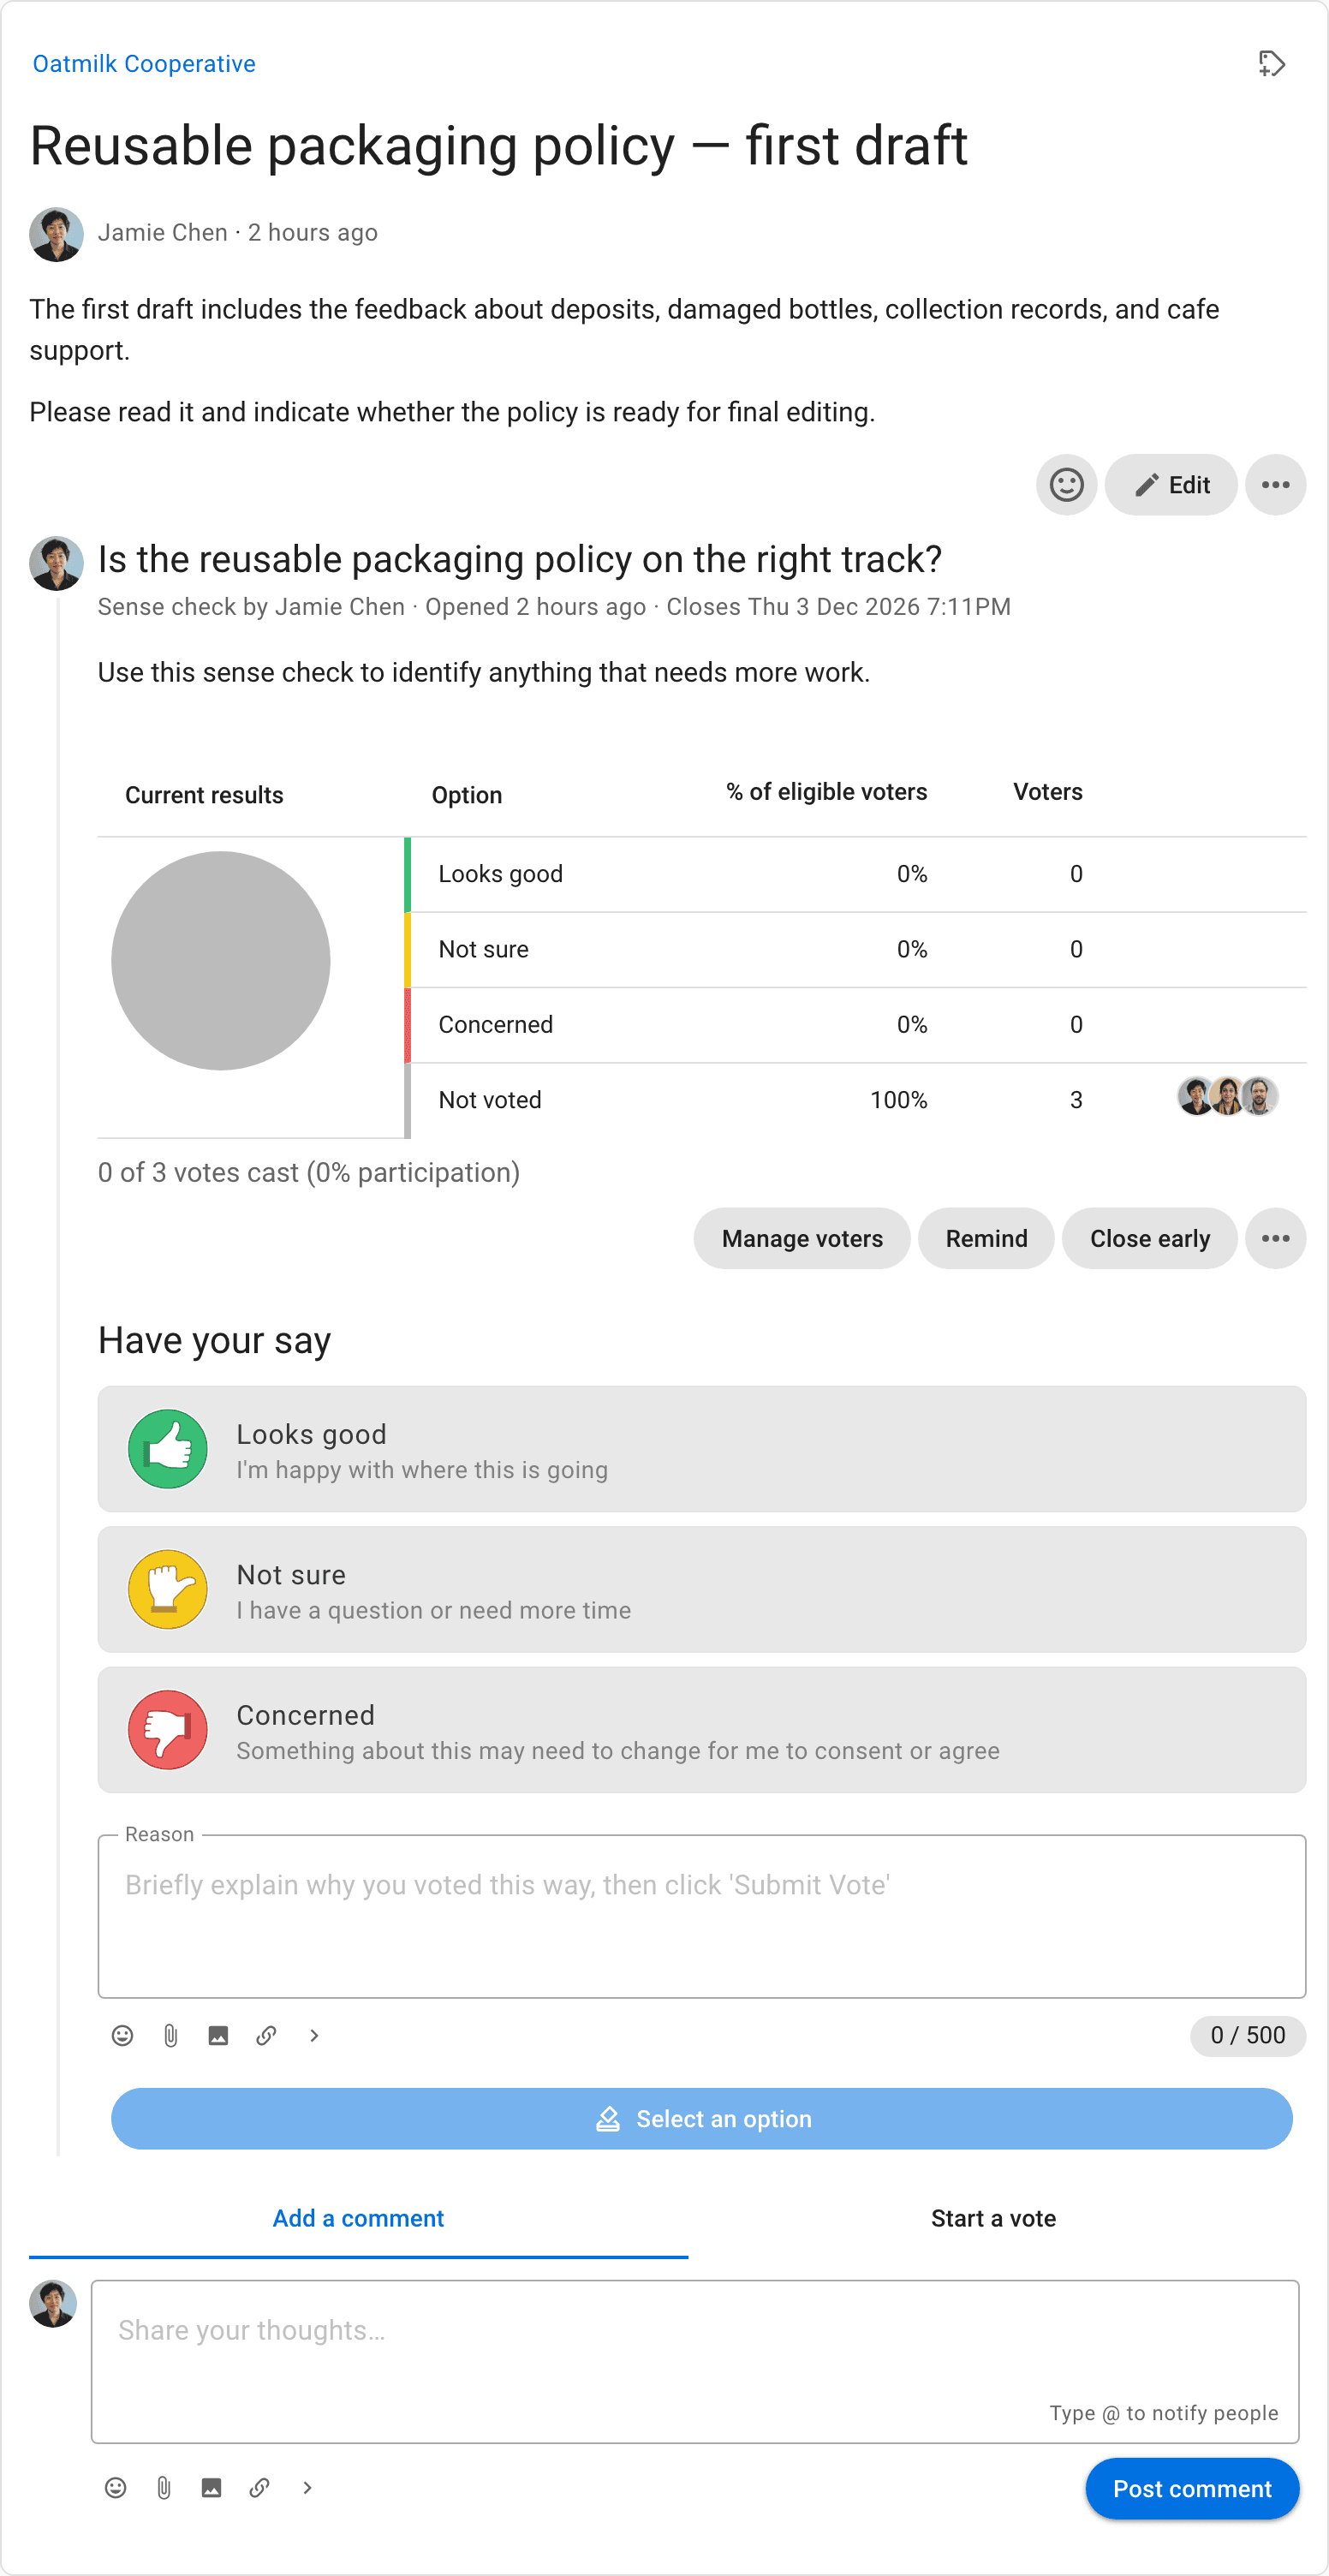 Oatmilk Cooperative
Reusable packaging policy — first draft
Jamie Chen · 2 hours ago
The first draft includes the feedback about deposits, damaged bottles, collection records, and cafe
support.
Please read it and indicate whether the policy is ready for final editing.
Edit
Is the reusable packaging policy on the right track?
Sense check by Jamie Chen · Opened 2 hours ago · Closes Thu 3 Dec 2026 7:11PM
Use this sense check to identify anything that needs more work.
Current results Option % of eligible voters Voters
Looks good 0% 0
Not sure 0% 0
Concerned 0% 0
Not voted 100% 3
0 of 3 votes cast (0% participation)
Manage voters Remind Close early
Have your say
Looks good
I'm happy with where this is going
Not sure
I have a question or need more time
Concerned
Something about this may need to change for me to consent or agree
Reason
Briefly explain why you voted this way, then click 'Submit Vote'
0 / 500
Select an option
Add a comment Start a vote
Share your thoughts...
Type @ to notify people
Post comment